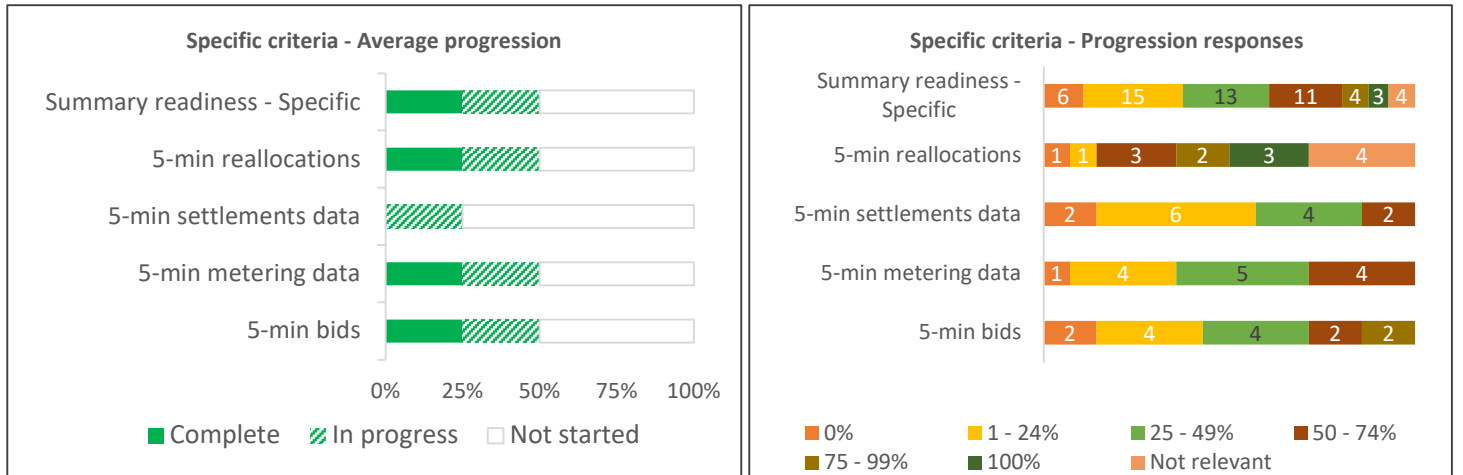 Specific criteria - Average progression
Summary readiness - Specific
5-min reallocations
5-min settlements data
5-min metering data
5-min bids
0% 25% 50% 75% 100%
Complete In progress Not started
Specific criteria - Progression responses
Summary readiness -
Specific
6 15 13 11 4 3 4
5-min reallocations
1 1 3 2 3 4
5-min settlements data
2 6 4 2
5-min metering data
1 4 5 4
5-min bids
2 4 4 2 2
0% 1 - 24% 25 - 49% 50 - 74%
75 - 99% 100% Not relevant